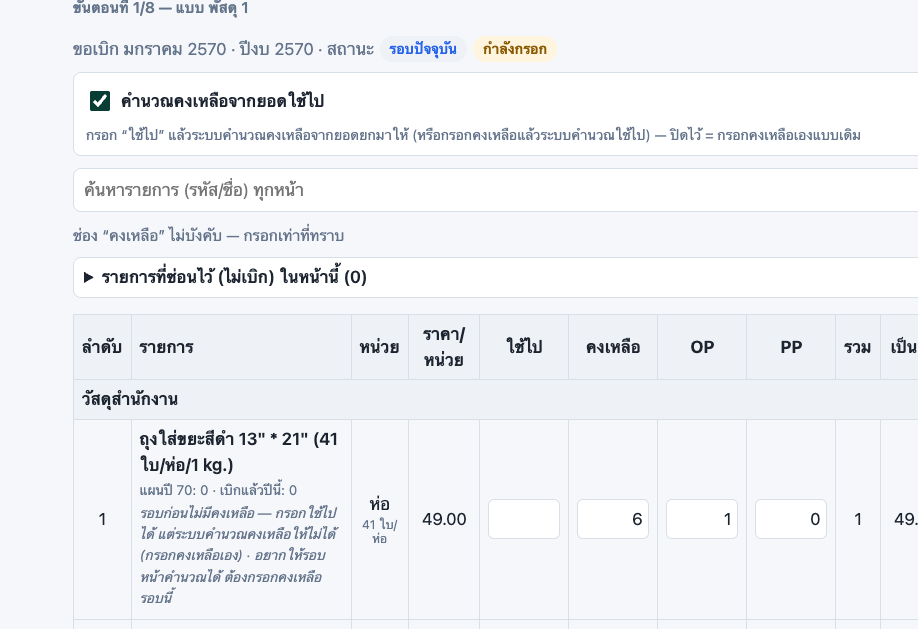 ขั้นตอนที่ 1/8 — แบบ พัสดุ 1
ขอเบิก มกราคม 2570 · ปีงบ 2570 · สถานะ รอบปัจจุบัน กำลังกรอก
คำนวณคงเหลือจากยอดใช้ไป
กรอก “ใช้ไป” แล้วระบบคำนวณคงเหลือจากยอดยกมาให้ (หรือกรอกคงเหลือแล้วระบบคำนวณใช้ไป) — ปิดไว้ = กรอกคงเหลือเองแบบเดิม
ค้นหารายการ (รหัส/ชื่อ) ทุกหน้า
ช่อง “คงเหลือ” ไม่บังคับ — กรอกเท่าที่ทราบ
▶ รายการที่ซ่อนไว้ (ไม่เบิก) ในหน้านี้ (0)
ลำดับ รายการ หน่วย ราคา/หน่วย ใช้ไป คงเหลือ OP PP รวม เป็น
วัสดุสำนักงาน
1
ถุงใส่ขยะสีดำ 13" * 21" (41
ใบ/ห่อ/1 kg.)
แผนปี 70: 0 · เบิกแล้วปีนี้: 0
รอบก่อนไม่มีคงเหลือ — กรอกใช้ไป
ได้ แต่ระบบคำนวณคงเหลือให้ไม่ได้
(กรอกคงเหลือเอง) · อยากให้รอบ
หน้าคำนวณได้ ต้องกรอกคงเหลือ
รอบนี้
ห่อ
41 ใบ/
ห่อ
49.00 6 1 0 1 49.